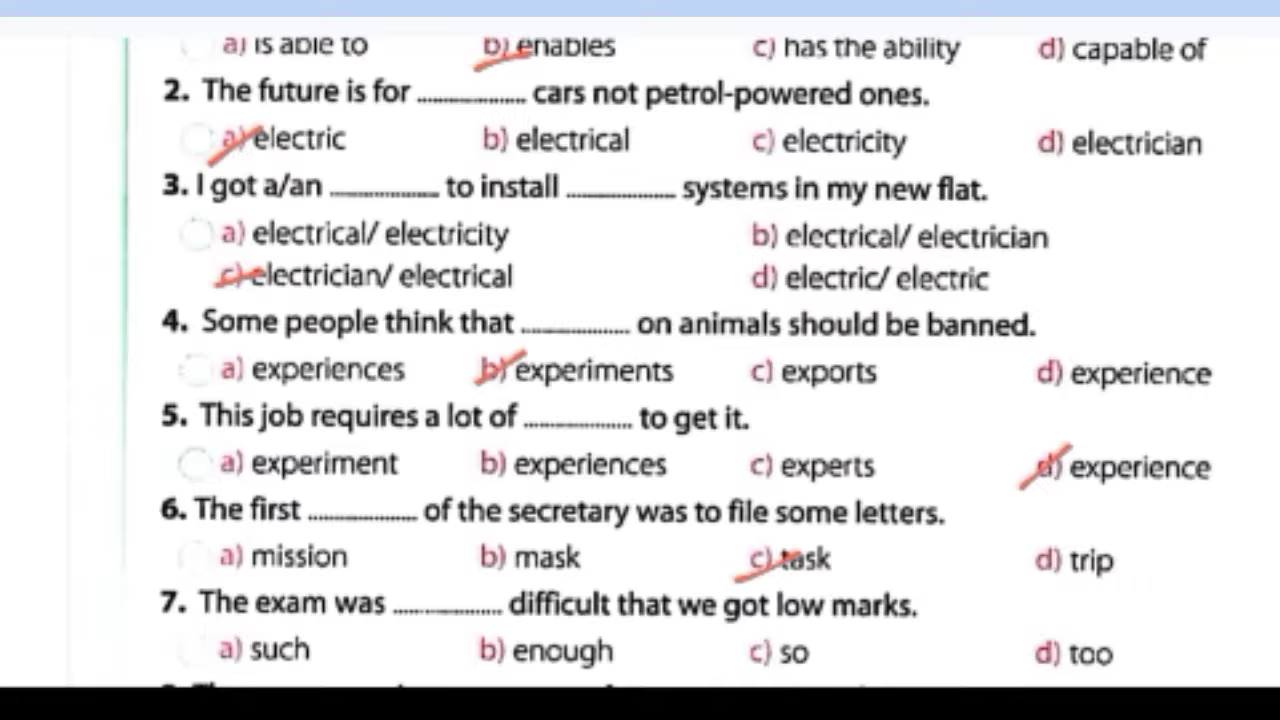 a) is able to b) enables c) has the ability d) capable of
2. The future is for .................. cars not petrol-powered ones.
a) electric b) electrical c) electricity d) electrician
3. I got a/an .................. to install .................. systems in my new flat.
a) electrical/ electricity b) electrical/ electrician
c) electrician/ electrical d) electric/ electric
4. Some people think that .................. on animals should be banned.
a) experiences b) experiments c) exports d) experience
5. This job requires a lot of .................. to get it.
a) experiment b) experiences c) experts d) experience
6. The first .................. of the secretary was to file some letters.
a) mission b) mask c) task d) trip
7. The exam was .................. difficult that we got low marks.
a) such b) enough c) so d) too